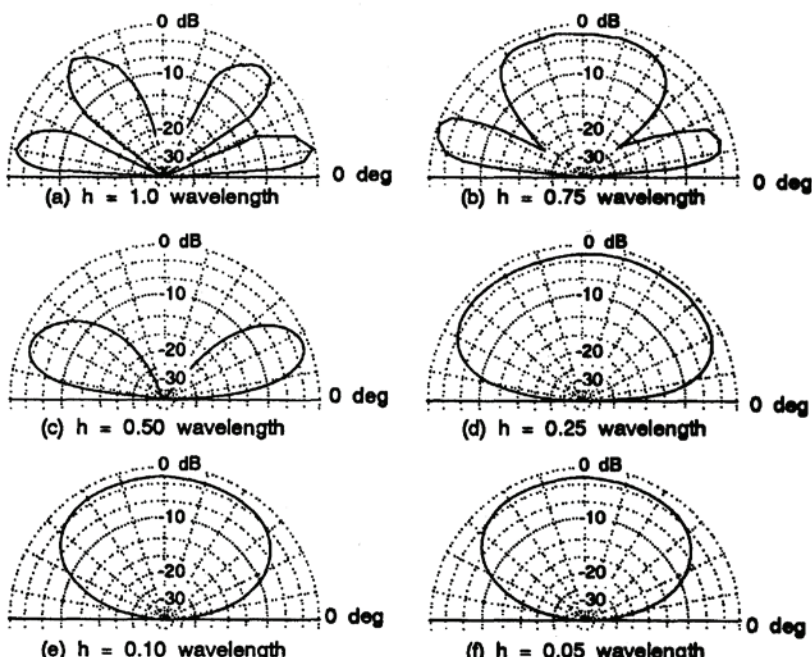 0 dB
-10
-20
-30
0 deg
(a) h = 1.0 wavelength
0 dB
-10
-20
-30
0 deg
(b) h = 0.75 wavelength
0 dB
-10
-20
-30
0 deg
(c) h = 0.50 wavelength
0 dB
-10
-20
-30
0 deg
(d) h = 0.25 wavelength
0 dB
-10
-20
-30
0 deg
(e) h = 0.10 wavelength
0 dB
-10
-20
-30
0 deg
(f) h = 0.05 wavelength